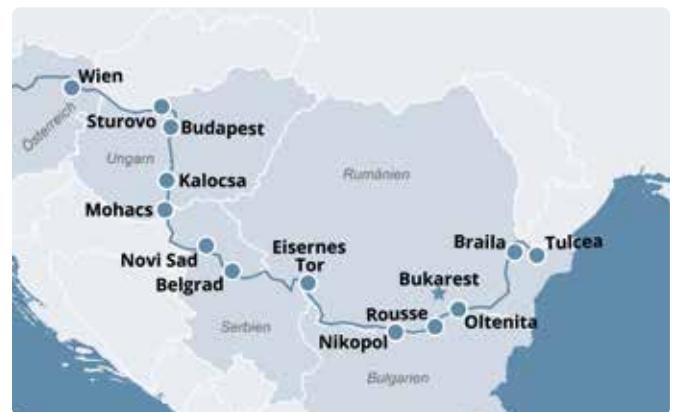 Wien
Österreich
Sturovo
Budapest
Ungarn
Kalocsa
Rumänien
Mohacs
Novi Sad
Belgrad
Eisernes
Tor
Braila
Tulcea
Bukarest
Rousse
Oltenita
Serbien
Nikopol
Bulgarien